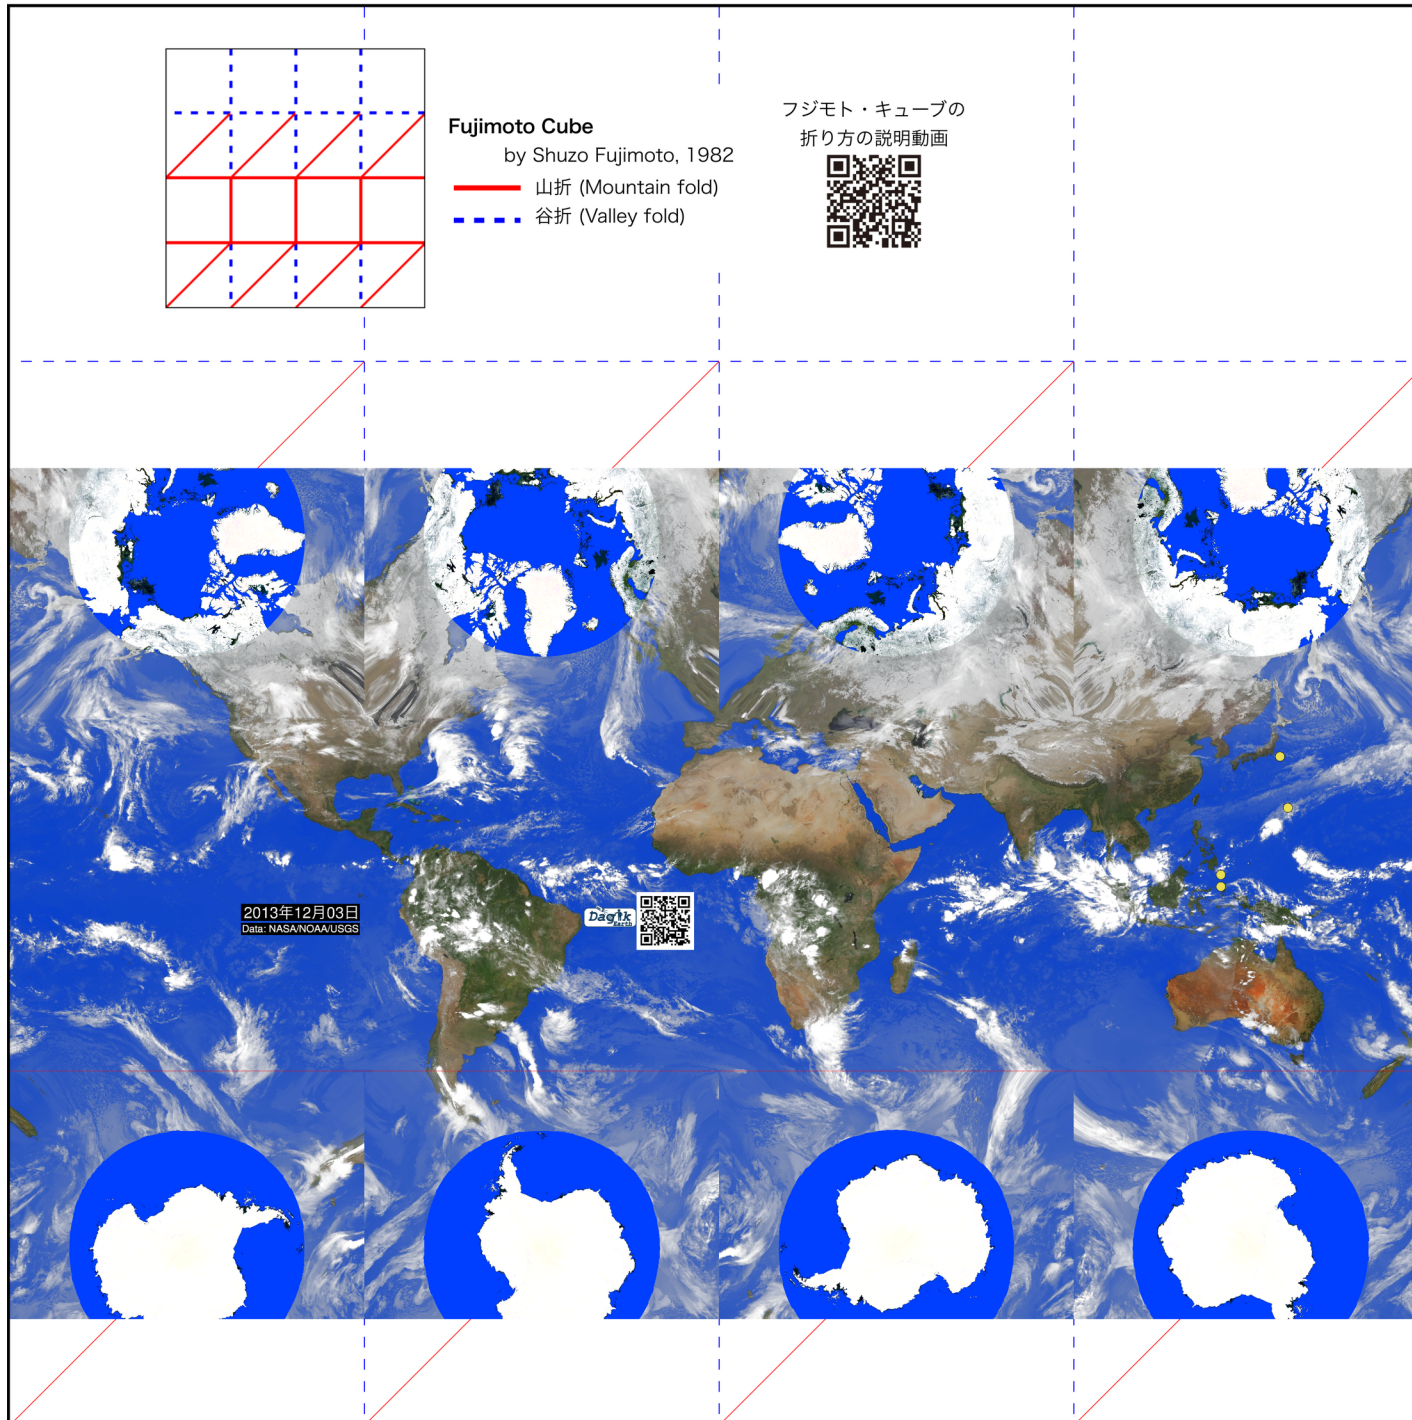 Fujimoto Cube
by Shuzo Fujimoto, 1982
山折 (Mountain fold)
谷折 (Valley fold)
フジモト・キューブの
折り方の説明動画
2013年12月03日
Data: NASA/NOAA/USGS
Dagik
Earth